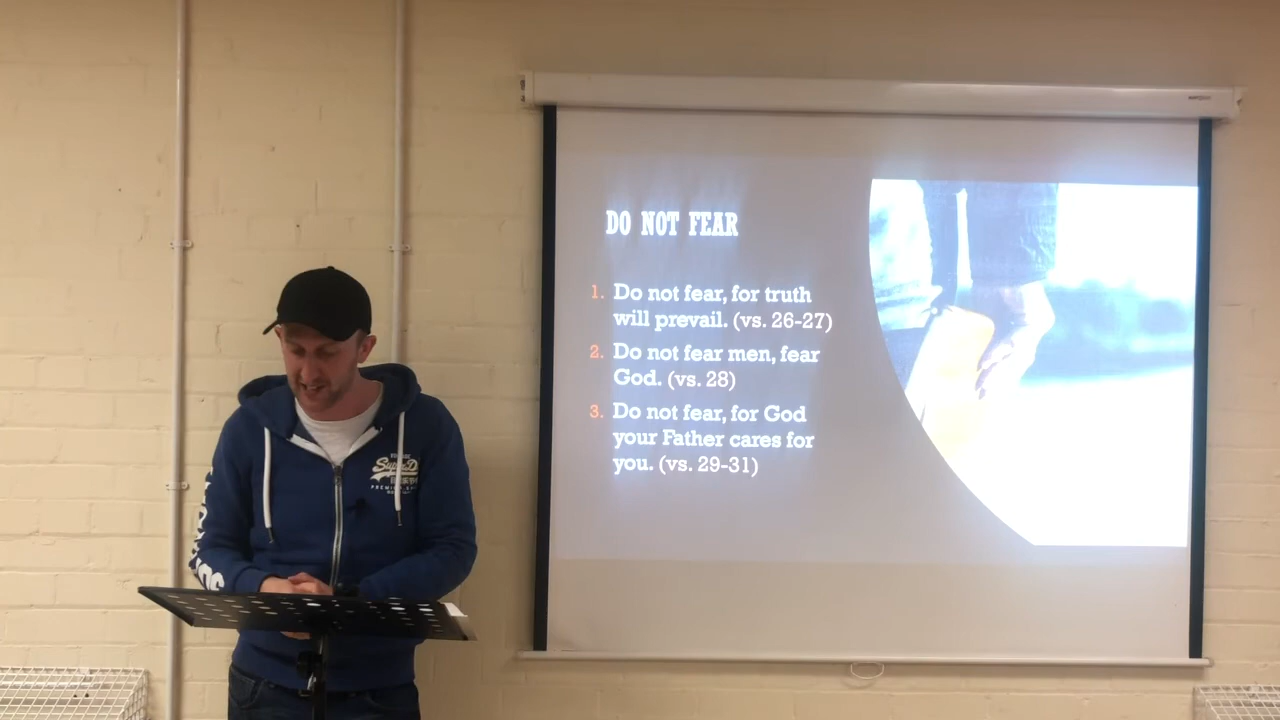 DO NOT FEAR
1. Do not fear, for truth
will prevail. (vs. 26-27)
2. Do not fear men, fear
God. (vs. 28)
3. Do not fear, for God
your Father cares for
you. (vs. 29-31)